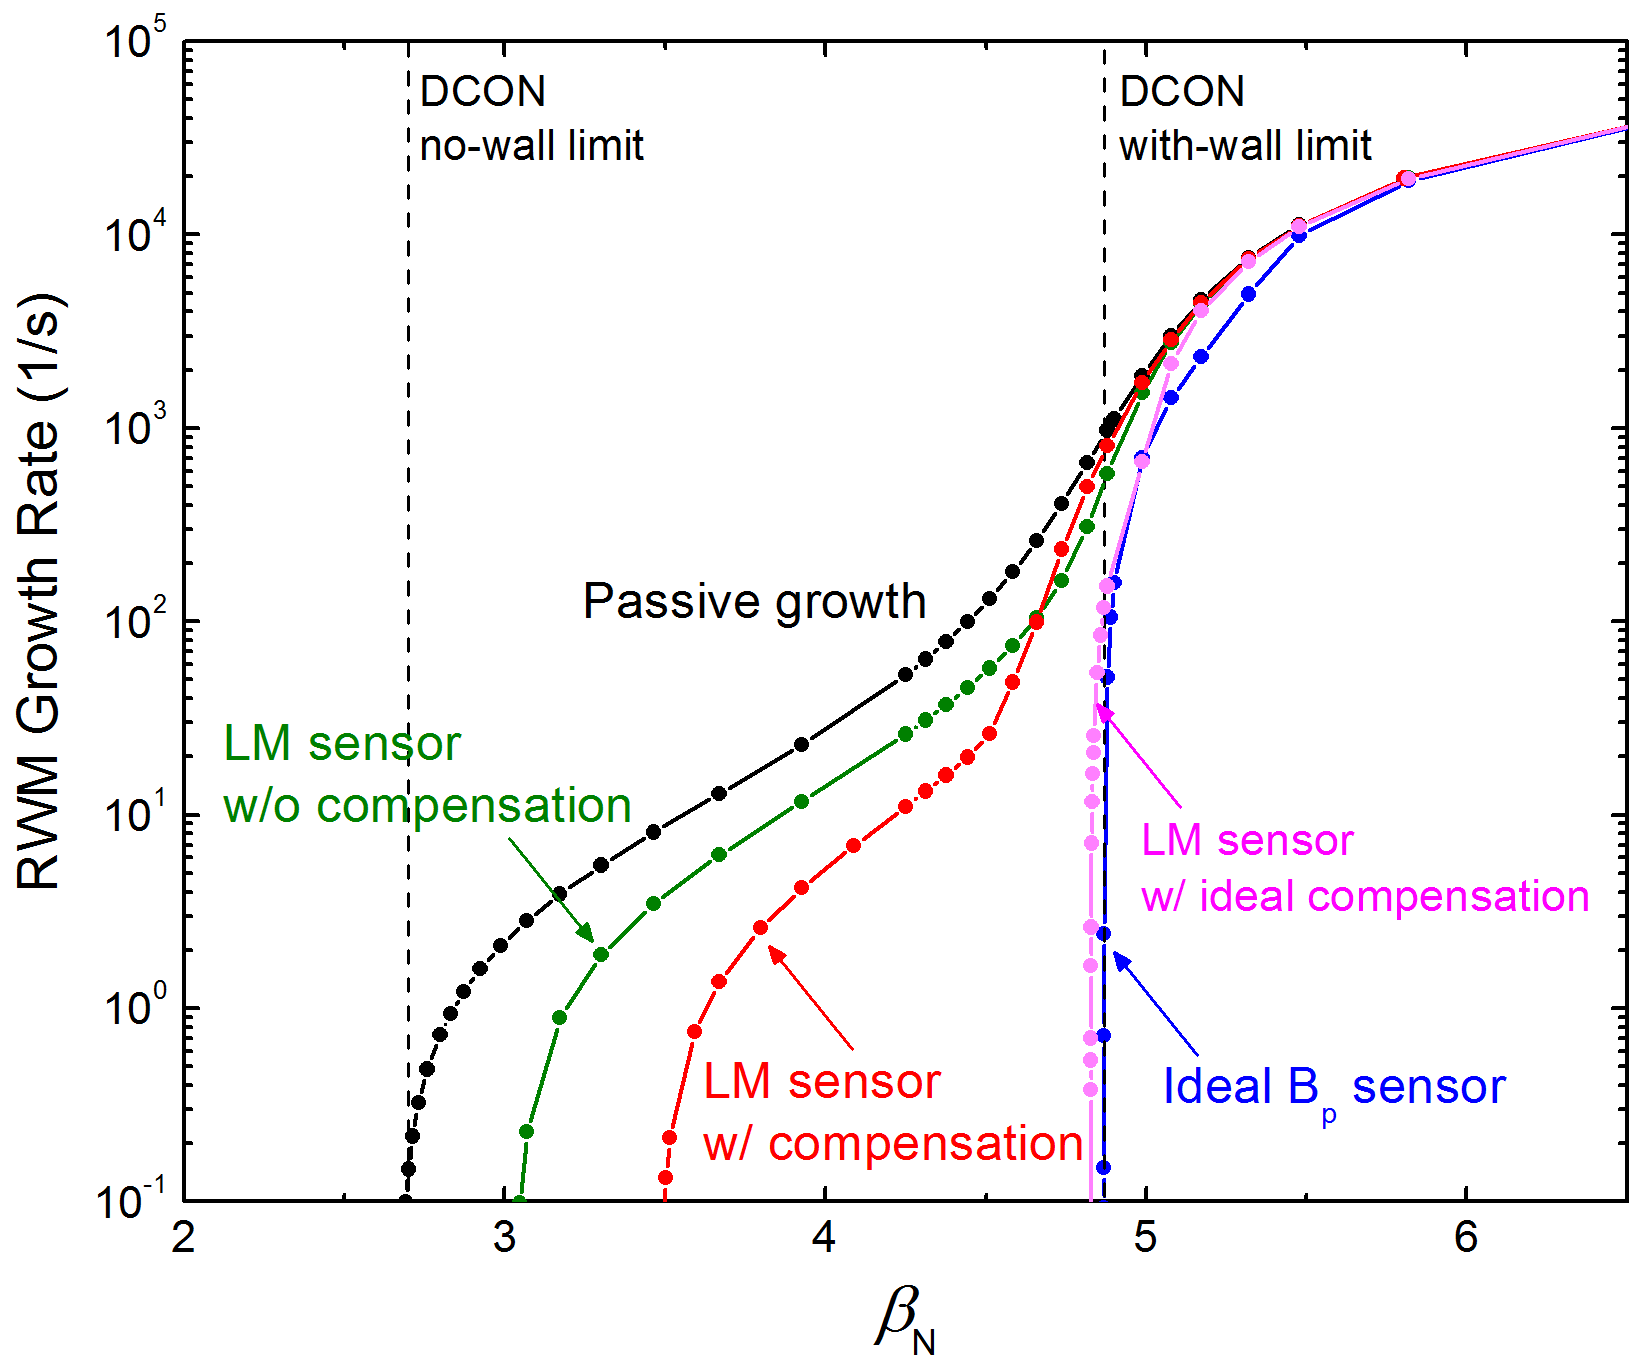 10^5
10^4
10^3
10^2
10^1
10^0
10^-1
RWM Growth Rate (1/s)
DCON
no-wall limit
DCON
with-wall limit
Passive growth
LM sensor
w/o compensation
LM sensor
w/ ideal compensation
LM sensor
w/ compensation
Ideal B_p sensor
2 3 4 5 6
β_N